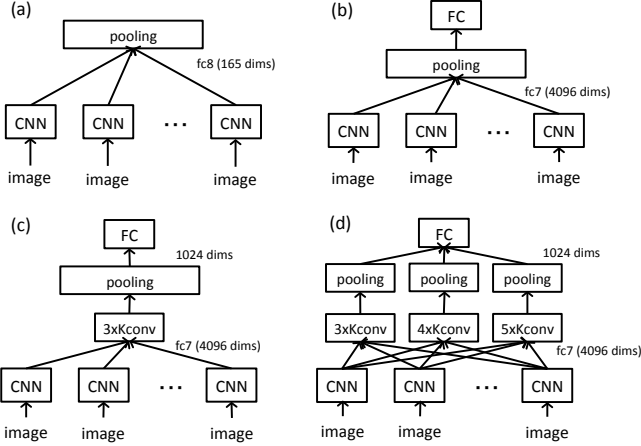 (a)
pooling
fc8 (165 dims)
CNN CNN ... CNN
image image image
(b)
FC
pooling
fc7 (4096 dims)
CNN CNN ... CNN
image image image
(c)
FC
1024 dims
pooling
3xKconv
fc7 (4096 dims)
CNN CNN ... CNN
image image image
(d)
FC
1024 dims
pooling pooling pooling
3xKconv 4xKconv 5xKconv
fc7 (4096 dims)
CNN CNN ... CNN
image image image